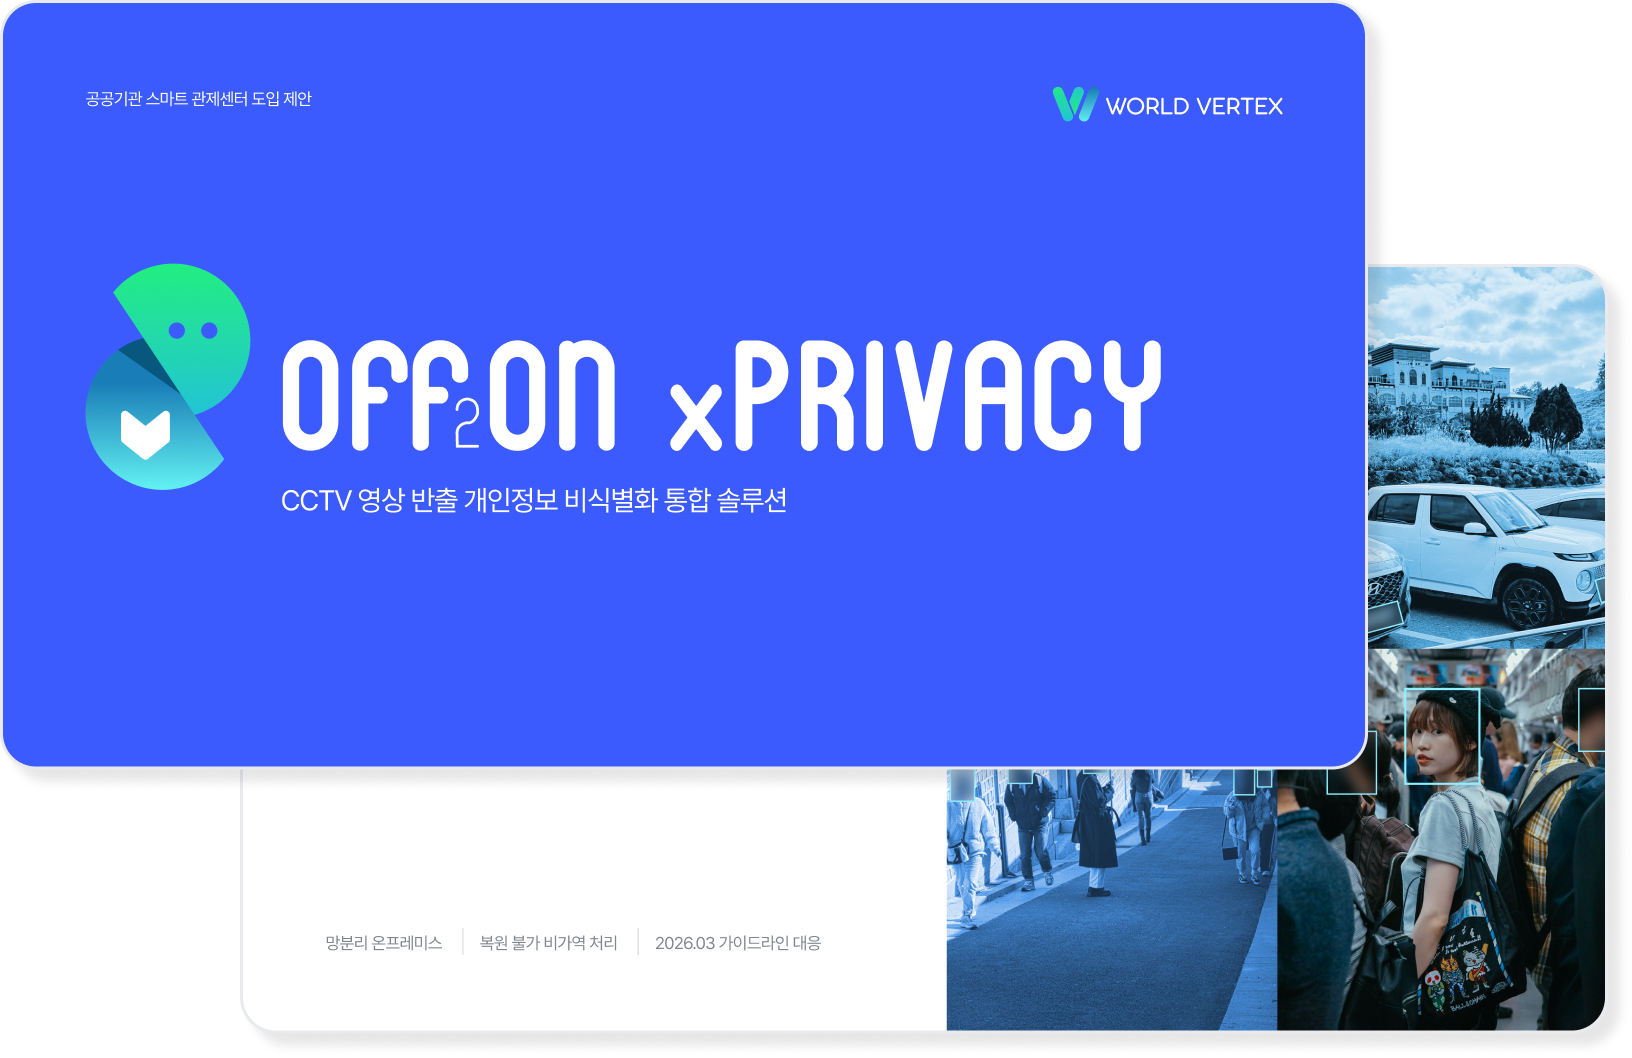 공공기관 스마트 관제센터 도입 제안
WORLD VERTEX
OFF2ON xPRIVACY
CCTV 영상 반출 개인정보 비식별화 통합 솔루션
망분리 온프레미스
복원 불가 비가역 처리
2026.03 가이드라인 대응